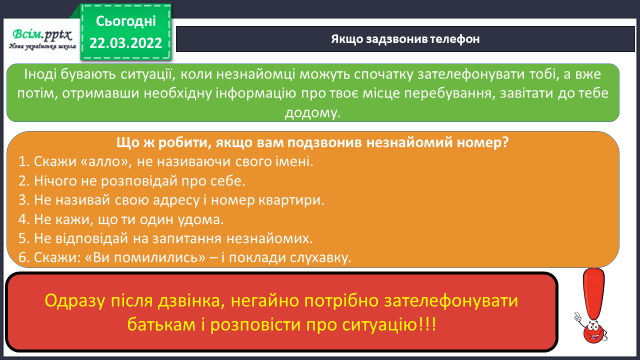 Всім.pptx
Нова українська школа
Сьогодні
22.03.2022
Якщо задзвонив телефон
Іноді бувають ситуації, коли незнайомці можуть спочатку зателефонувати тобі, а вже
потім, отримавши необхідну інформацію про твоє місце перебування, завітати до тебе
додому.
Що ж робити, якщо вам подзвонив незнайомий номер?
1. Скажи «алло», не називаючи свого імені.
2. Нічого не розповідай про себе.
3. Не називай свою адресу і номер квартири.
4. Не кажи, що ти один удома.
5. Не відповідай на запитання незнайомих.
6. Скажи: «Ви помилились» – і поклади слухавку.
Одразу після дзвінка, негайно потрібно зателефонувати
батькам і розповісти про ситуацію!!!